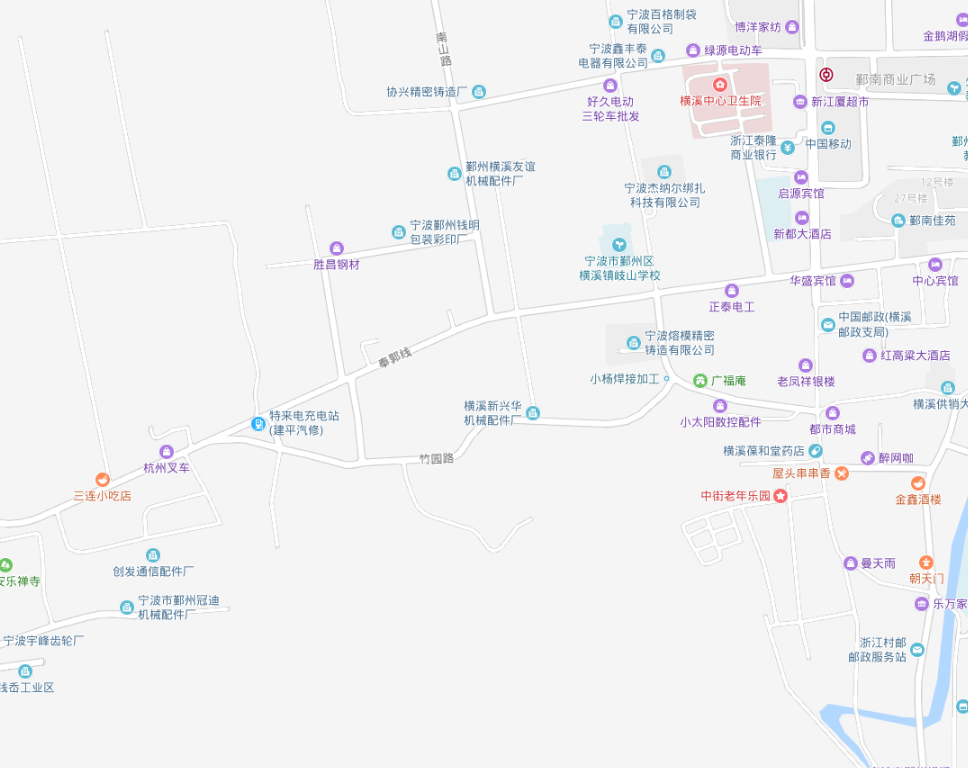 宁波百格制袋
有限公司
博洋家纺
金鹅湖假
南山路
宁波鑫丰泰
电器有限公司
绿源电动车
鄞南商业广场
协兴精密铸造厂
好久电动
三轮车批发
横溪中心卫生院
新江厦超市
浙江泰隆
商业银行
中国移动
鄞州
鄞州横溪友谊
机械配件厂
宁波杰纳尔绑扎
科技有限公司
启源宾馆
12号楼
27号楼
宁波鄞州钱明
包装彩印厂
新都大酒店
鄞南佳苑
胜昌钢材
宁波市鄞州区
横溪镇岐山学校
华盛宾馆
中心宾馆
正泰电工
中国邮政(横溪
邮政支局)
宁波熔模精密
铸造有限公司
奉郭线
红高粱大酒店
小杨焊接加工
广福庵
老凤祥银楼
横溪新兴华
机械配件厂
横溪供销大
特来电充电站
(建平汽修)
小太阳数控配件
都市商城
竹园路
横溪葆和堂药店
醉网咖
杭州叉车
屋头串串香
三连小吃店
中街老年乐园
金鑫酒楼
创发通信配件厂
曼天雨
朝天门
安乐禅寺
宁波市鄞州冠迪
机械配件厂
乐万家
宁波宇峰齿轮厂
浙江村邮
邮政服务站
钱岙工业区